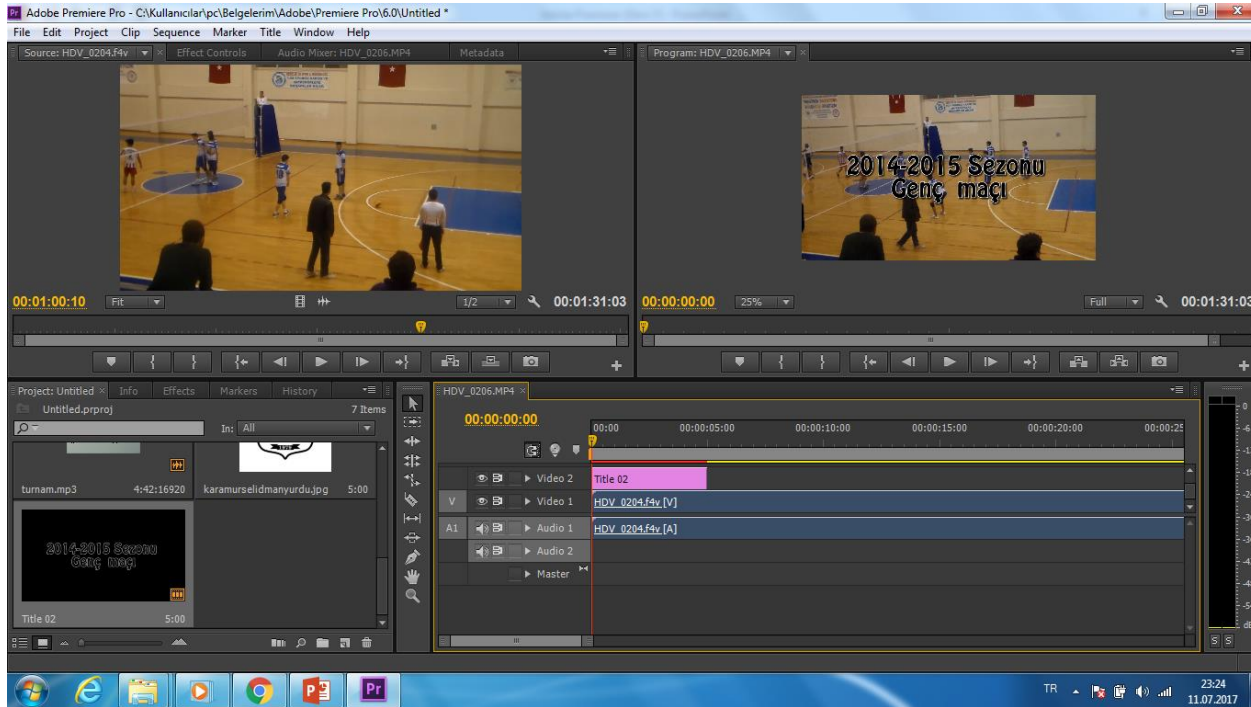 Adobe Premiere Pro - C:\Kullanıcılar\pc\Belgelerim\Adobe\Premiere Pro\6.0\Untitled *
File Edit Project Clip Sequence Marker Title Window Help
Source: HDV_0204.f4v Effect Controls Audio Mixer: HDV_0206.MP4 Metadata
Program: HDV_0206.MP4
2014-2015 Sezonu
Genç maçı
00:01:00:10 Fit 1/2 00:01:31:03
00:00:00:00 25% Full 00:01:31:03
Project: Untitled Info Effects Markers History
Untitled.prproj 7 Items
In: All
turnam.mp3 4:42:16920 karamurselidmanyurdu.jpg 5:00
2014-2015 Sezonu
Genç maçı
Title 02 5:00
HDV_0206.MP4
00:00:00:00
00:00 00:00:05:00 00:00:10:00 00:00:15:00 00:00:20:00 00:00:25
Video 2 Title 02
V Video 1 HDV_0204.f4v [V]
A1 Audio 1 HDV_0204.f4v [A]
Audio 2
Master
0
-6
S S
TR 23:24
11.07.2017